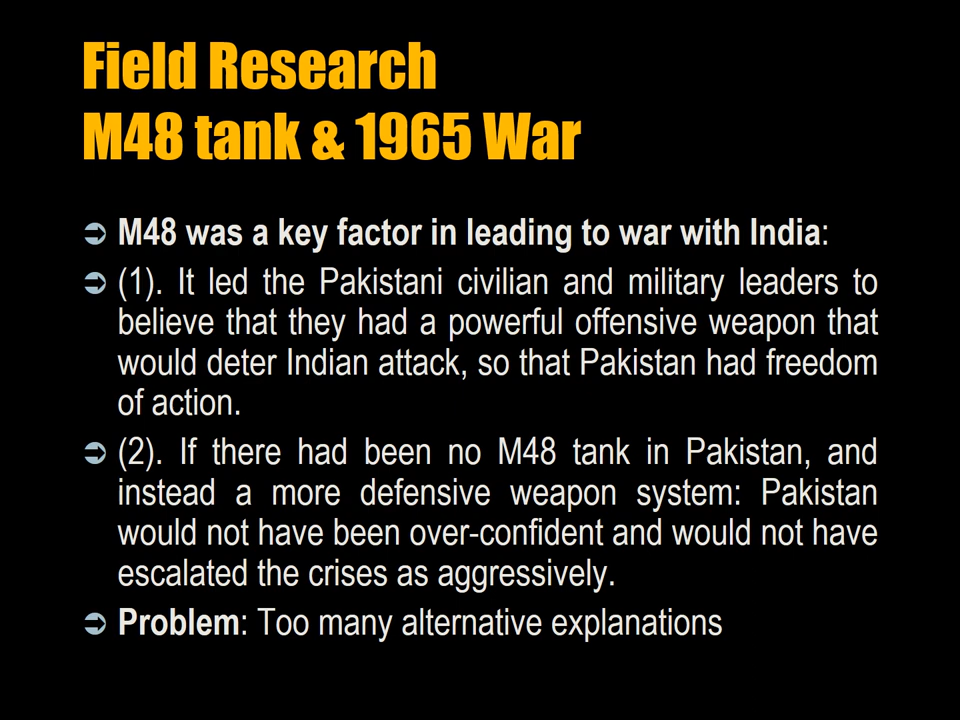 Field Research
M48 tank & 1965 War
➲ M48 was a key factor in leading to war with India:
➲ (1). It led the Pakistani civilian and military leaders to
believe that they had a powerful offensive weapon that
would deter Indian attack, so that Pakistan had freedom
of action.
➲ (2). If there had been no M48 tank in Pakistan, and
instead a more defensive weapon system: Pakistan
would not have been over-confident and would not have
escalated the crises as aggressively.
➲ Problem: Too many alternative explanations